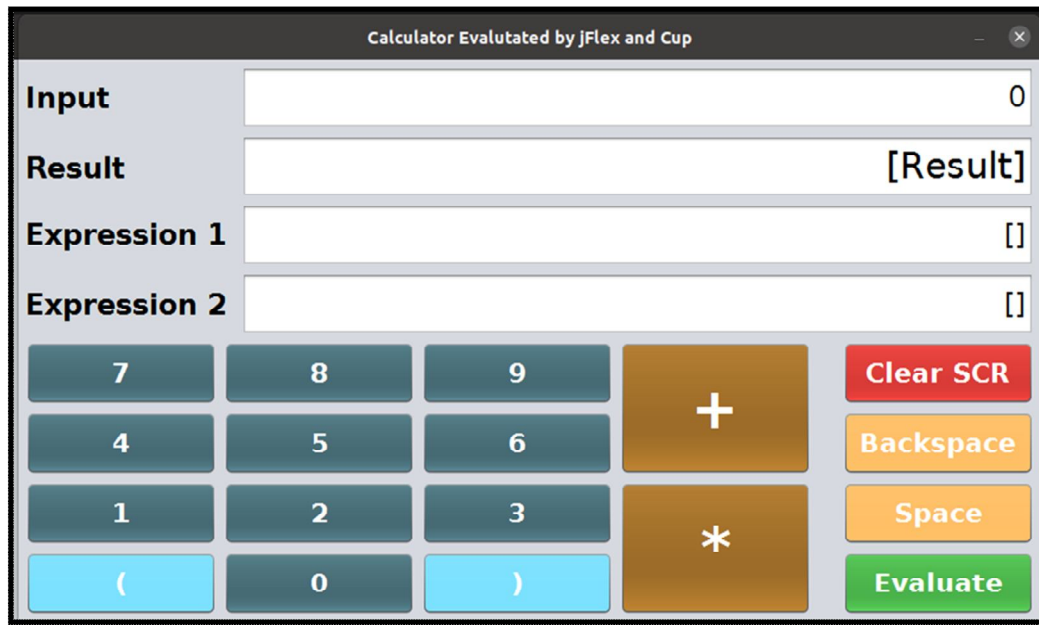 Calculator Evalutated by jFlex and Cup
Input 0
Result [Result]
Expression 1 []
Expression 2 []
7 8 9 + Clear SCR
4 5 6 Backspace
1 2 3 * Space
( 0 ) Evaluate